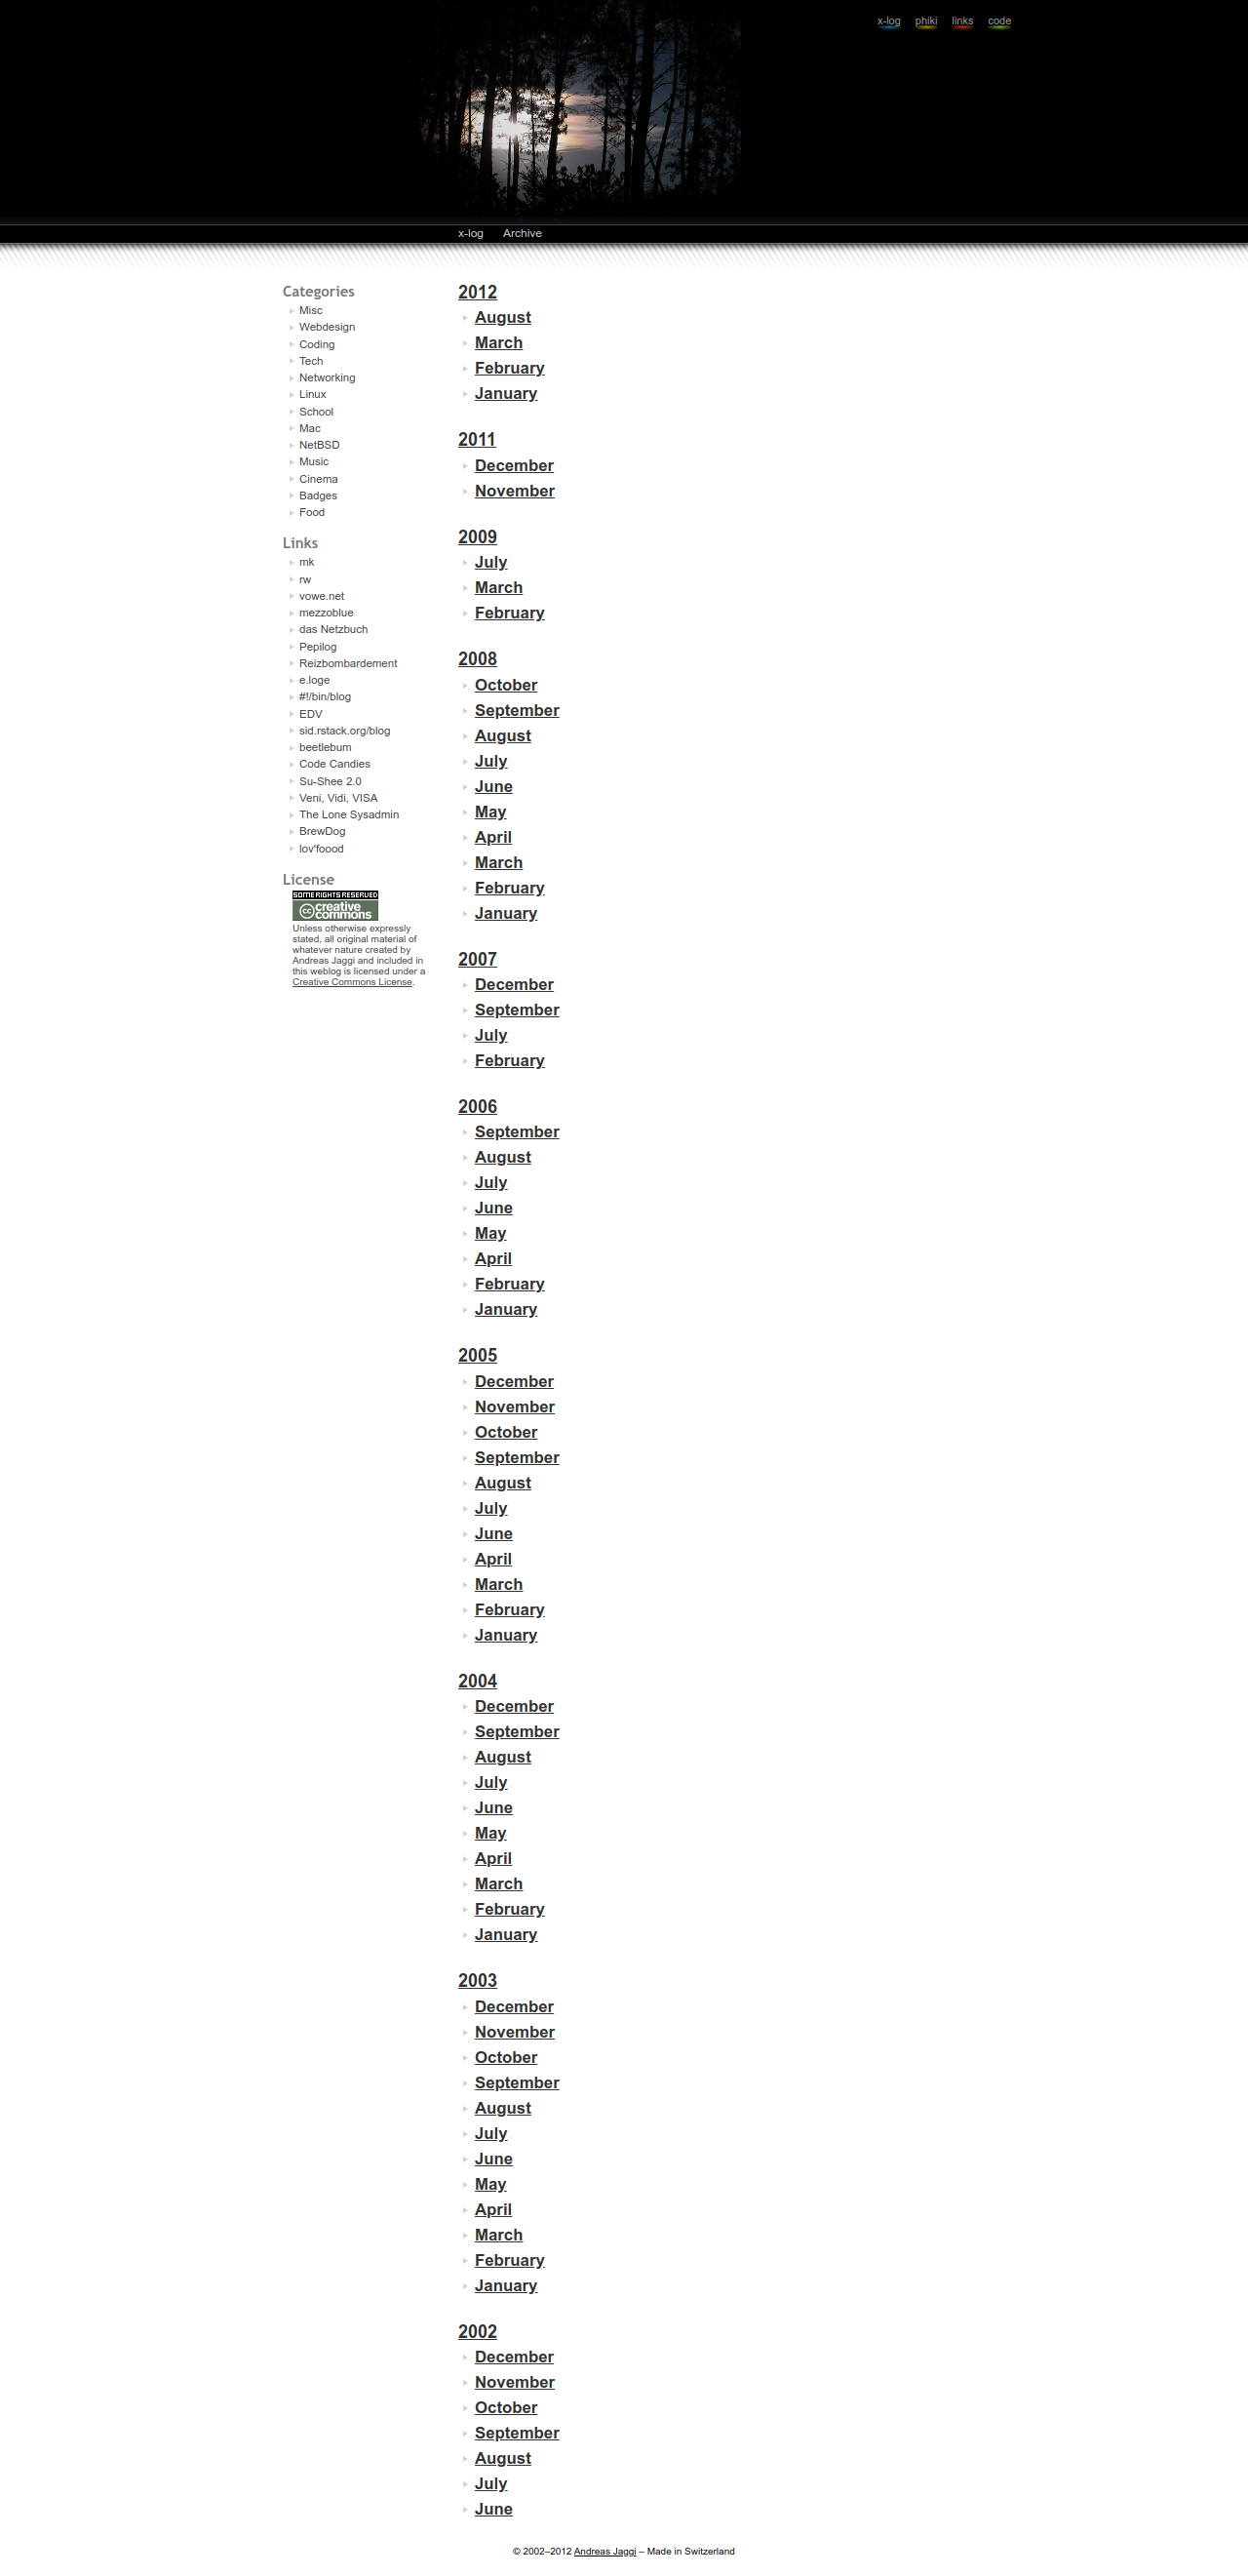 x-log phiki links code
x-log Archive
Categories
Misc
Webdesign
Coding
Tech
Networking
Linux
School
Mac
NetBSD
Music
Cinema
Badges
Food
Links
mk
rw
vowe.net
mezzoblue
das Netzbuch
Pepilog
Reizbombardement
e.loge
#!/bin/blog
EDV
sid.rstack.org/blog
beetlebum
Code Candies
Su-Shee 2.0
Veni, Vidi, VISA
The Lone Sysadmin
BrewDog
lov'foood
License
SOME RIGHTS RESERVED
cc creative
commons
Unless otherwise expressly
stated, all original material of
whatever nature created by
Andreas Jaggi and included in
this weblog is licensed under a
Creative Commons License.
2012
August
March
February
January
2011
December
November
2009
July
March
February
2008
October
September
August
July
June
May
April
March
February
January
2007
December
September
July
February
2006
September
August
July
June
May
April
February
January
2005
December
November
October
September
August
July
June
April
March
February
January
2004
December
September
August
July
June
May
April
March
February
January
2003
December
November
October
September
August
July
June
May
April
March
February
January
2002
December
November
October
September
August
July
June
© 2002–2012 Andreas Jaggi – Made in Switzerland